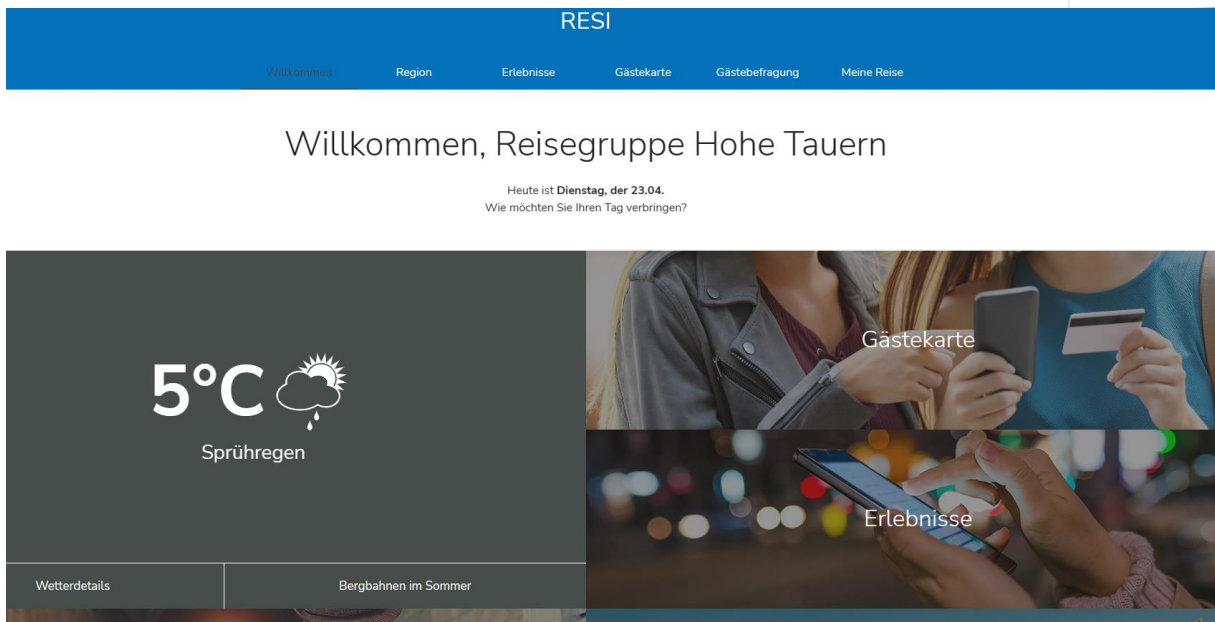 RESI
Willkommen Region Erlebnisse Gästekarte Gästebefragung Meine Reise
Willkommen, Reisegruppe Hohe Tauern
Heute ist Dienstag, der 23.04.
Wie möchten Sie Ihren Tag verbringen?
5°C
Sprühregen
Gästekarte
Erlebnisse
Wetterdetails Bergbahnen im Sommer